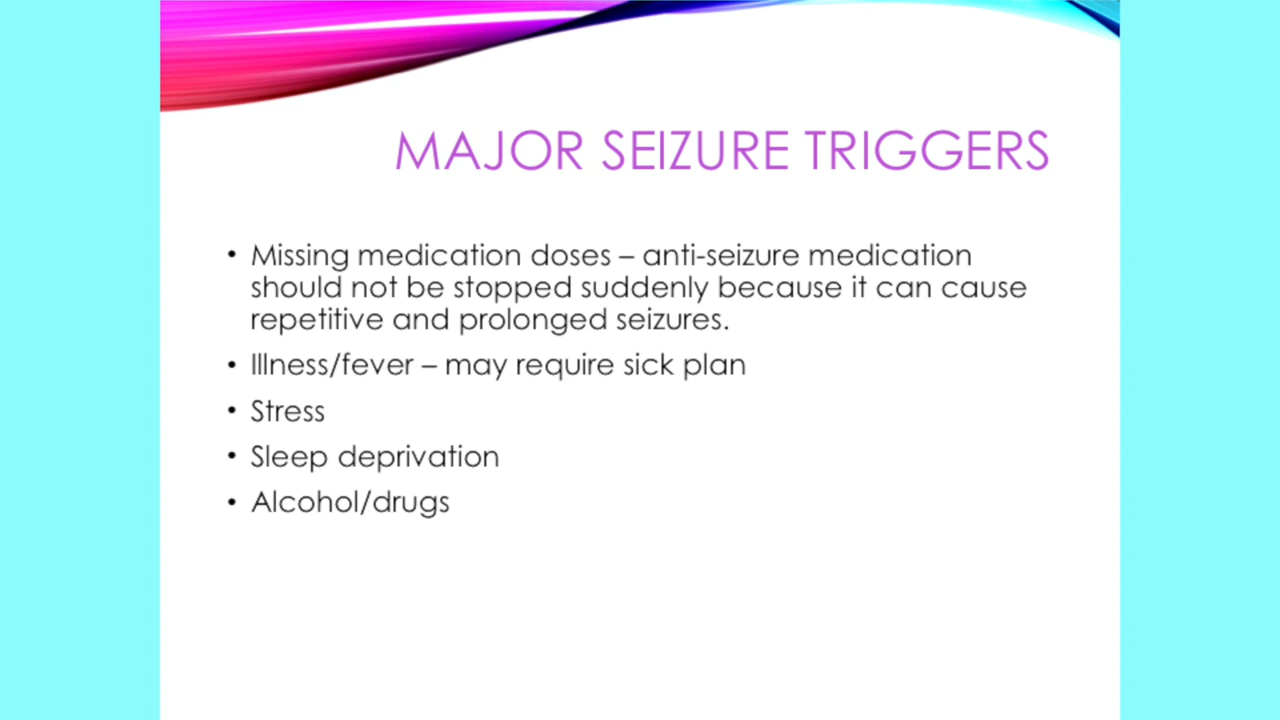 MAJOR SEIZURE TRIGGERS
• Missing medication doses – anti-seizure medication
should not be stopped suddenly because it can cause
repetitive and prolonged seizures.
• Illness/fever – may require sick plan
• Stress
• Sleep deprivation
• Alcohol/drugs